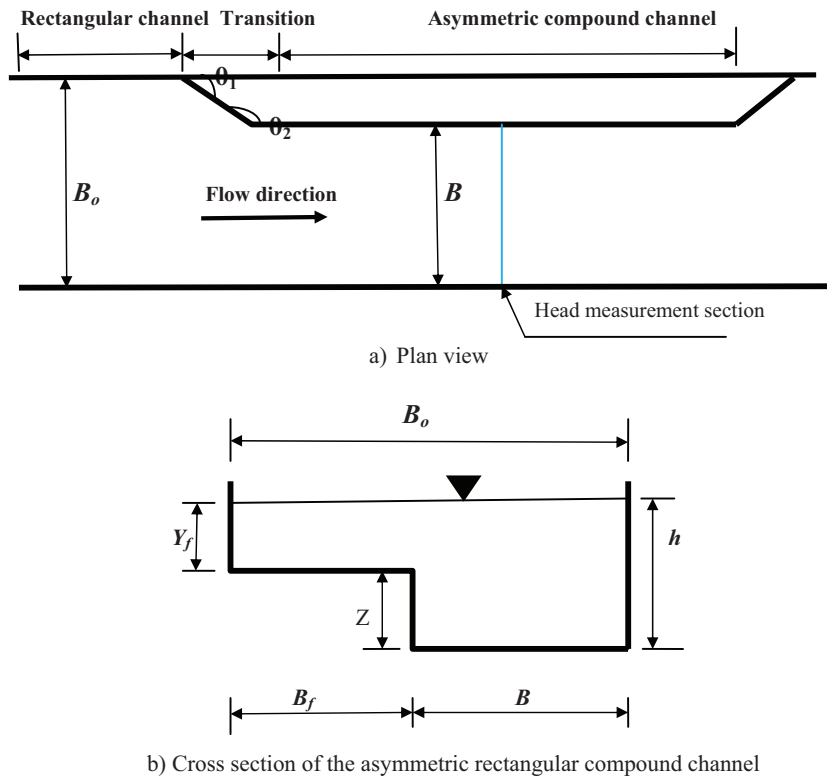 Rectangular channel Transition Asymmetric compound channel
θ1
θ2
Bo
Flow direction
B
Head measurement section
a) Plan view
Bo
Yf
h
Z
Bf
B
b) Cross section of the asymmetric rectangular compound channel